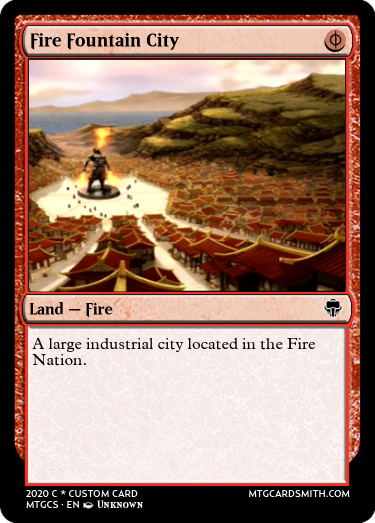 Fire Fountain City
Land — Fire
A large industrial city located in the Fire
Nation.
2020 C * CUSTOM CARD
MTGCARDSMITH.COM
MTGCS · EN Unknown